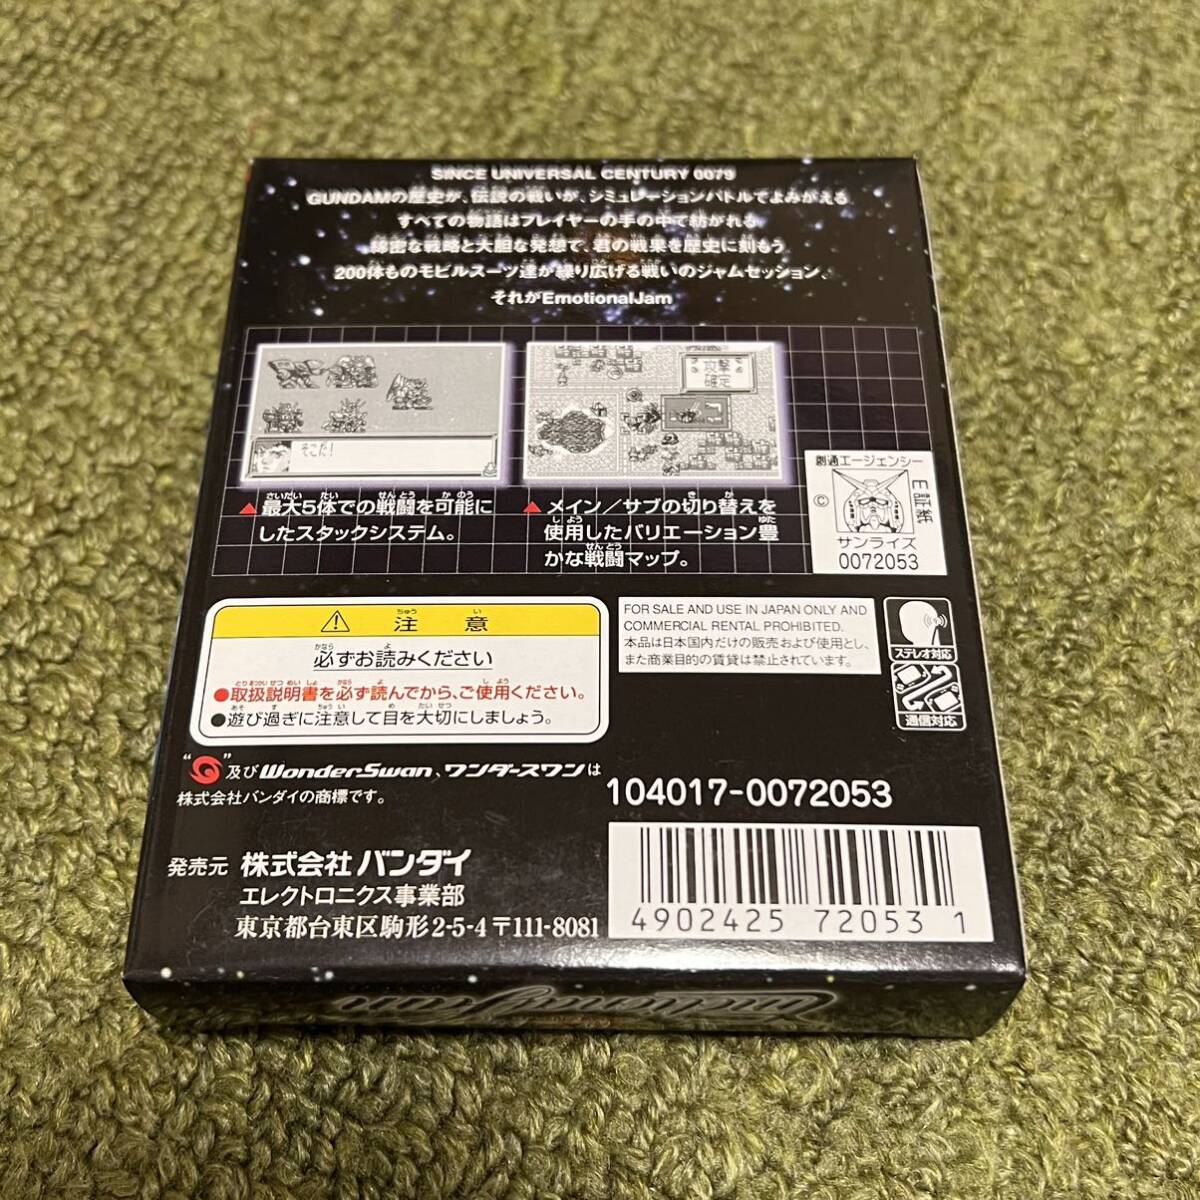 SINCE UNIVERSAL CENTURY 0079
GUNDAMの歴史が、伝説の戦いが、シミュレーションバトルでよみがえる
すべての物語はプレイヤーの手の中で紡がれる
綿密な戦略と大胆な発想で、君の戦果を歴史に刻もう
200体ものモビルスーツ達が繰り広げる戦いのジャムセッション、
それがEmotionalJam
そこだ!
攻撃
確定
▲最大5体での戦闘を可能に
したスタックシステム。
▲メイン/サブの切り替えを
使用したバリエーション豊
かな戦闘マップ。
創通エージェンシー
©
E証紙
サンライズ
0072053
⚠ 注意
必ずお読みください
●取扱説明書を必ず読んでから、ご使用ください。
●遊び過ぎに注意して目を大切にしましょう。
FOR SALE AND USE IN JAPAN ONLY AND
COMMERCIAL RENTAL PROHIBITED.
本品は日本国内だけの販売および使用とし、
また商業目的の賃貸は禁止されています。
ステレオ対応
通信対応
“ ”及びWonderSwan、ワンダースワンは
株式会社バンダイの商標です。
104017-0072053
発売元 株式会社 バンダイ
エレクトロニクス事業部
東京都台東区駒形2-5-4〒111-8081
4902425 72053 1
EmotionalJam